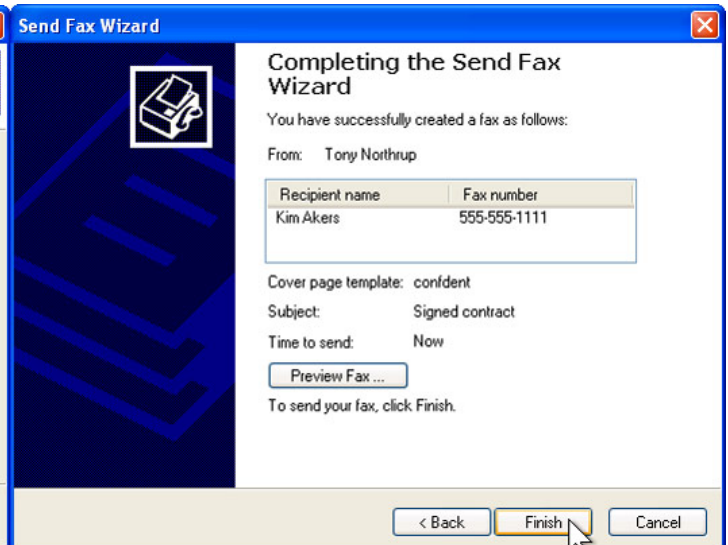 Send Fax Wizard
Completing the Send Fax
Wizard
You have successfully created a fax as follows:
From: Tony Northrup
Recipient name Fax number
Kim Akers 555-555-1111
Cover page template: confdent
Subject: Signed contract
Time to send: Now
Preview Fax ...
To send your fax, click Finish.
< Back Finish Cancel